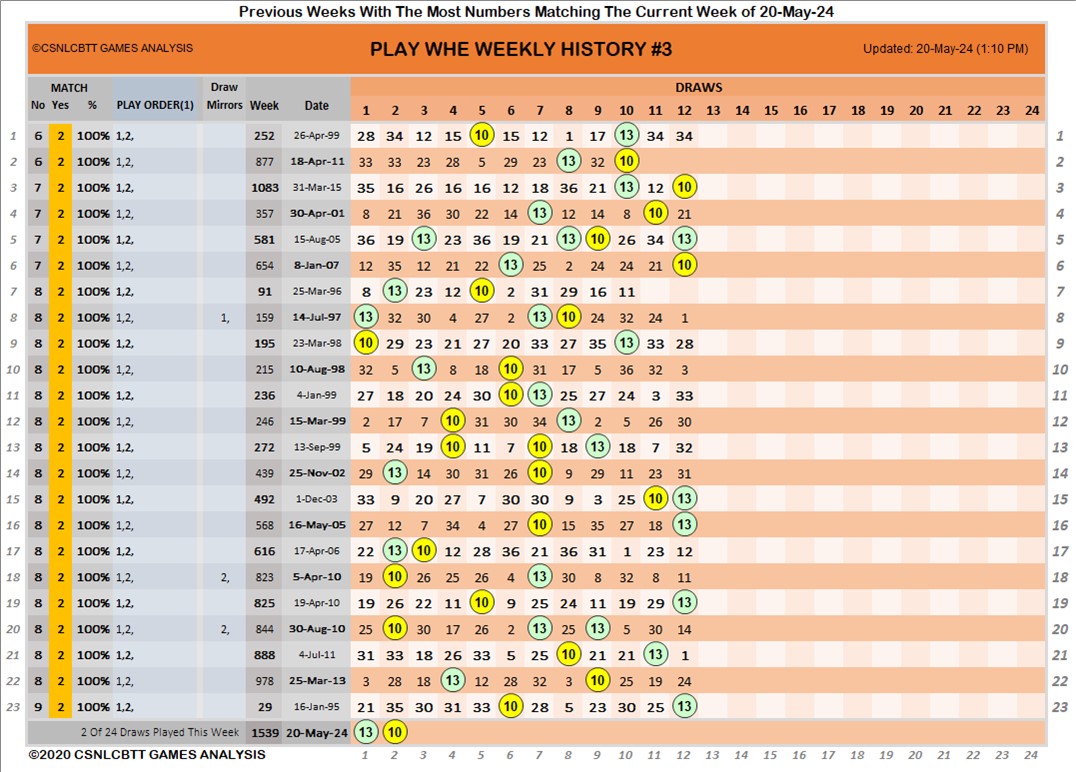 Previous Weeks With The Most Numbers Matching The Current Week of 20-May-24
©CSNLCBTT GAMES ANALYSIS PLAY WHE WEEKLY HISTORY #3 Updated: 20-May-24 (1:10 PM)
MATCH Draw DRAWS
No Yes % PLAY ORDER(1) Mirrors Week Date 1 2 3 4 5 6 7 8 9 10 11 12 13 14 15 16 17 18 19 20 21 22 23 24
1 6 2 100% 1,2, 252 26-Apr-99 28 34 12 15 10 15 12 1 17 13 34 34 1
2 6 2 100% 1,2, 877 18-Apr-11 33 33 23 28 5 29 23 13 32 10 2
3 7 2 100% 1,2, 1083 31-Mar-15 35 16 26 16 16 12 18 36 21 13 12 10 3
4 7 2 100% 1,2, 357 30-Apr-01 8 21 36 30 22 14 13 12 14 8 10 21 4
5 7 2 100% 1,2, 581 15-Aug-05 36 19 13 23 36 19 21 13 10 26 34 13 5
6 7 2 100% 1,2, 654 8-Jan-07 12 35 12 21 22 13 25 2 24 24 21 10 6
7 8 2 100% 1,2, 91 25-Mar-96 8 13 23 12 10 2 31 29 16 11 7
8 8 2 100% 1,2, 1, 159 14-Jul-97 13 32 30 4 27 2 13 10 24 32 24 1 8
9 8 2 100% 1,2, 195 23-Mar-98 10 29 23 21 27 20 33 27 35 13 33 28 9
10 8 2 100% 1,2, 215 10-Aug-98 32 5 13 8 18 10 31 17 5 36 32 3 10
11 8 2 100% 1,2, 236 4-Jan-99 27 18 20 24 30 10 13 25 27 24 3 33 11
12 8 2 100% 1,2, 246 15-Mar-99 2 17 7 10 31 30 34 13 2 5 26 30 12
13 8 2 100% 1,2, 272 13-Sep-99 5 24 19 10 11 7 10 18 13 18 7 32 13
14 8 2 100% 1,2, 439 25-Nov-02 29 13 14 30 31 26 10 9 29 11 23 31 14
15 8 2 100% 1,2, 492 1-Dec-03 33 9 20 27 7 30 30 9 3 25 10 13 15
16 8 2 100% 1,2, 568 16-May-05 27 12 7 34 4 27 10 15 35 27 18 13 16
17 8 2 100% 1,2, 616 17-Apr-06 22 13 10 12 28 36 21 36 31 1 23 12 17
18 8 2 100% 1,2, 2, 823 5-Apr-10 19 10 26 25 26 4 13 30 8 32 8 11 18
19 8 2 100% 1,2, 825 19-Apr-10 19 26 22 11 10 9 25 24 11 19 29 13 19
20 8 2 100% 1,2, 2, 844 30-Aug-10 25 10 30 17 26 2 13 25 13 5 30 14 20
21 8 2 100% 1,2, 888 4-Jul-11 31 33 18 26 33 5 25 10 21 21 13 1 21
22 8 2 100% 1,2, 978 25-Mar-13 3 28 18 13 12 28 32 3 10 25 19 24 22
23 9 2 100% 1,2, 29 16-Jan-95 21 35 30 31 33 10 28 5 23 30 25 13 23
2 Of 24 Draws Played This Week 1539 20-May-24 13 10
©2020 CSNLCBTT GAMES ANALYSIS 1 2 3 4 5 6 7 8 9 10 11 12 13 14 15 16 17 18 19 20 21 22 23 24